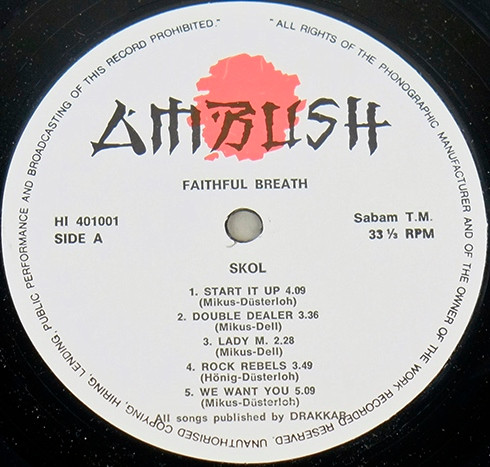 "ALL RIGHTS OF THE PHONOGRAPHIC MANUFACTURER AND OF THE OWNER OF THE WORK RECORDED RESERVED. UNAUTHORISED COPYING, HIRING, LENDING, PUBLIC PERFORMANCE AND BROADCASTING OF THIS RECORD PROHIBITED."
AMBUSH
FAITHFUL BREATH
HI 401001
SIDE A
Sabam T.M.
33 ⅓ RPM
SKOL
1. START IT UP 4.09
(Mikus-Düsterloh)
2. DOUBLE DEALER 3.36
(Mikus-Dell)
3. LADY M. 2.28
(Mikus-Dell)
4. ROCK REBELS 3.49
(Hönig-Düsterloh)
5. WE WANT YOU 5.09
(Mikus-Düsterloh)
All songs published by DRAKKAR